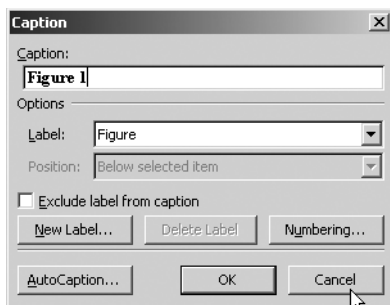 Caption
Caption:
Figure 1
Options
Label: Figure
Position: Below selected item
Exclude label from caption
New Label... Delete Label Numbering...
AutoCaption... OK Cancel